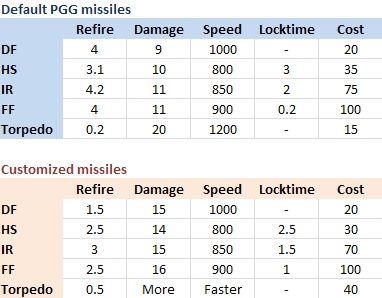 Default PGG missiles
Refire Damage Speed Locktime Cost
DF 4 9 1000 - 20
HS 3.1 10 800 3 35
IR 4.2 11 850 2 75
FF 4 11 900 0.2 100
Torpedo 0.2 20 1200 - 15
Customized missiles
Refire Damage Speed Locktime Cost
DF 1.5 15 1000 - 20
HS 2.5 14 800 2.5 30
IR 3 15 850 1.5 70
FF 2.5 16 900 1 100
Torpedo 0.5 More Faster - 40